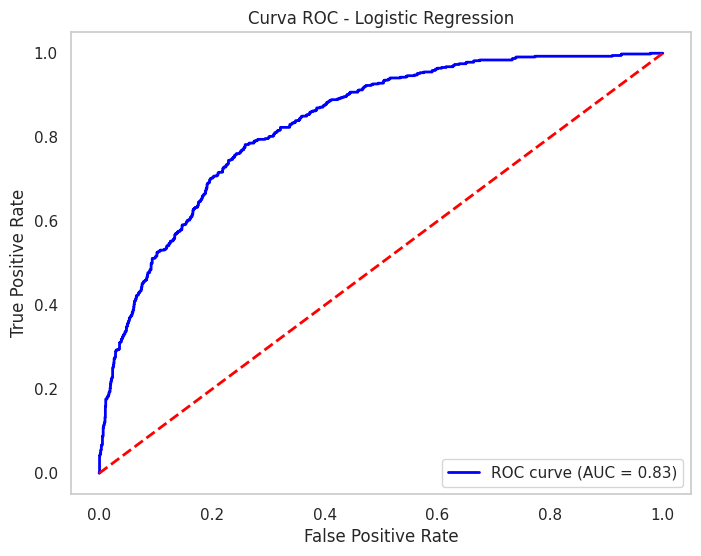 Curva ROC - Logistic Regression
True Positive Rate
1.0
0.8
0.6
0.4
0.2
0.0
ROC curve (AUC = 0.83)
0.0 0.2 0.4 0.6 0.8 1.0
False Positive Rate